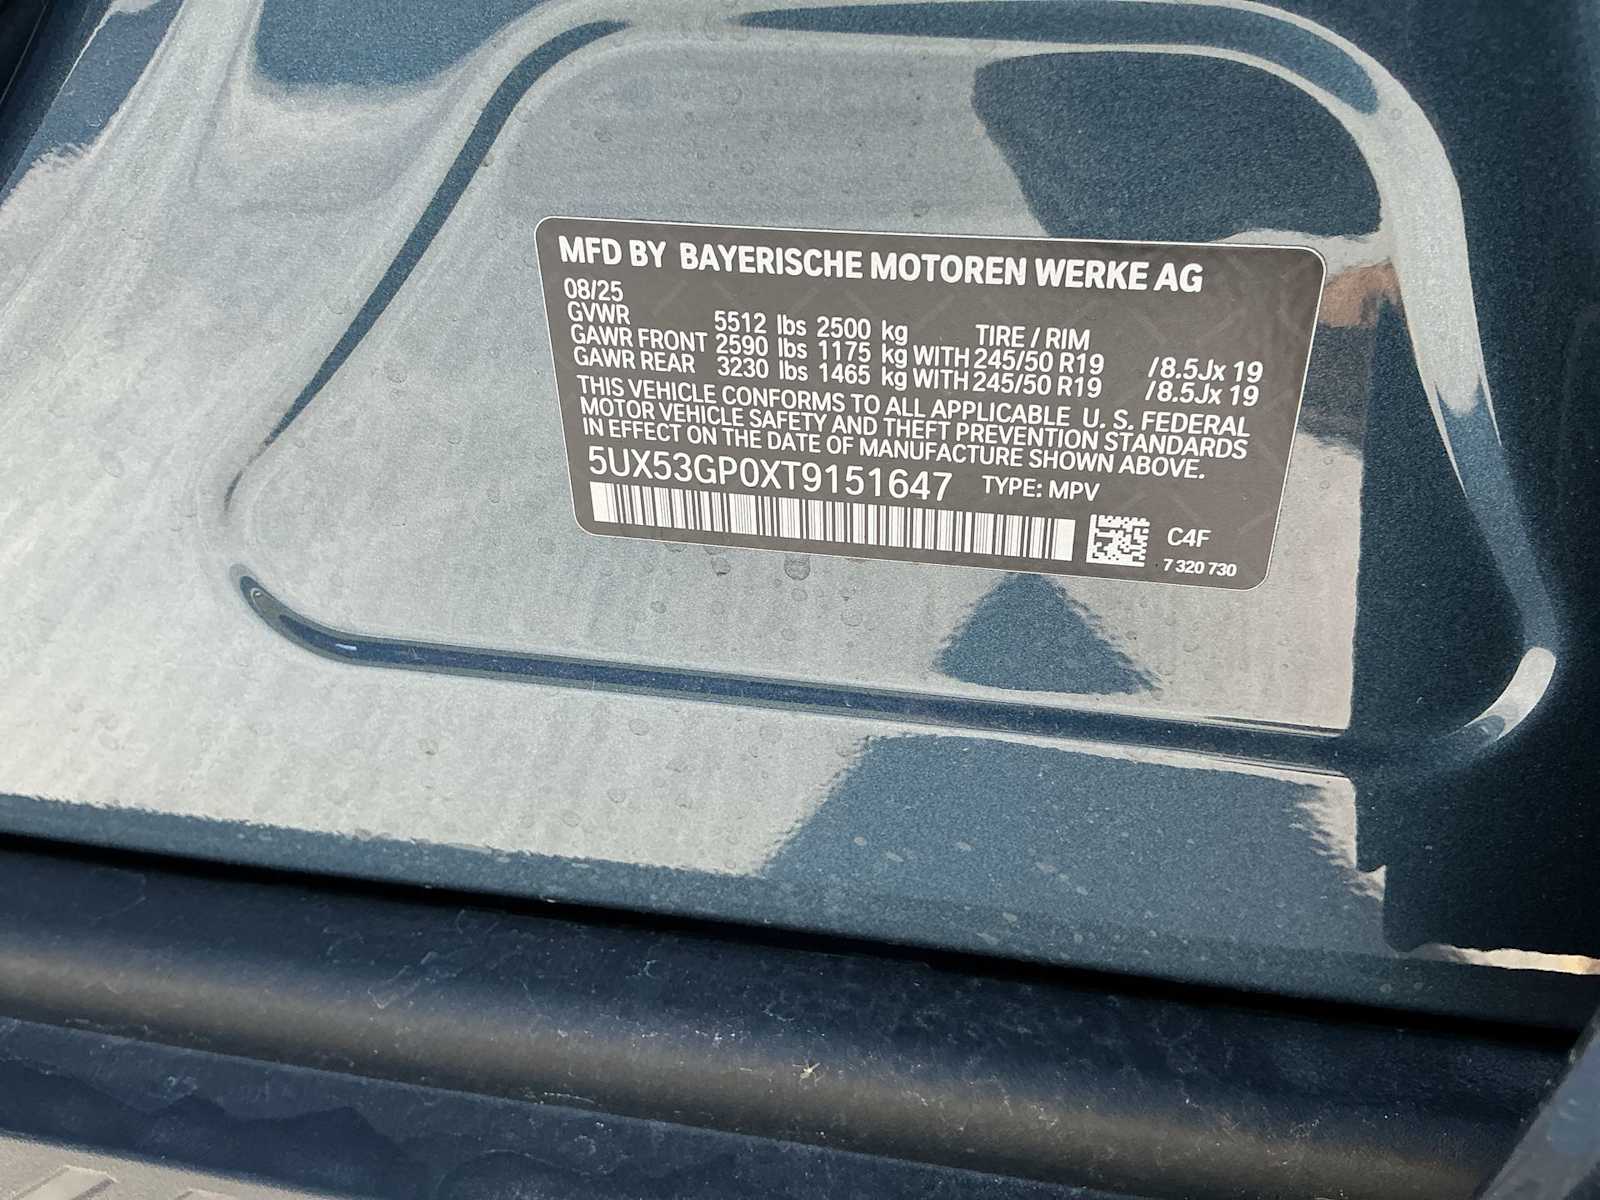 MFD BY BAYERISCHE MOTOREN WERKE AG
08/25
GVWR 5512 lbs 2500 kg TIRE / RIM
GAWR FRONT 2590 lbs 1175 kg WITH 245/50 R19 /8.5Jx 19
GAWR REAR 3230 lbs 1465 kg WITH 245/50 R19 /8.5Jx 19
THIS VEHICLE CONFORMS TO ALL APPLICABLE U. S. FEDERAL
MOTOR VEHICLE SAFETY AND THEFT PREVENTION STANDARDS
IN EFFECT ON THE DATE OF MANUFACTURE SHOWN ABOVE.
5UX53GP0XT9151647 TYPE: MPV
C4F
7 320 730